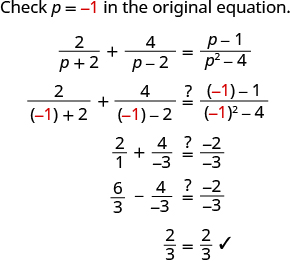 Check p = −1 in the original equation.
2/(p + 2) + 4/(p − 2) = (p − 1)/(p² − 4)
2/((−1) + 2) + 4/((−1) − 2) ≟ ((−1) − 1)/((−1)² − 4)
2/1 + 4/−3 ≟ −2/−3
6/3 − 4/−3 ≟ −2/−3
2/3 = 2/3 ✓